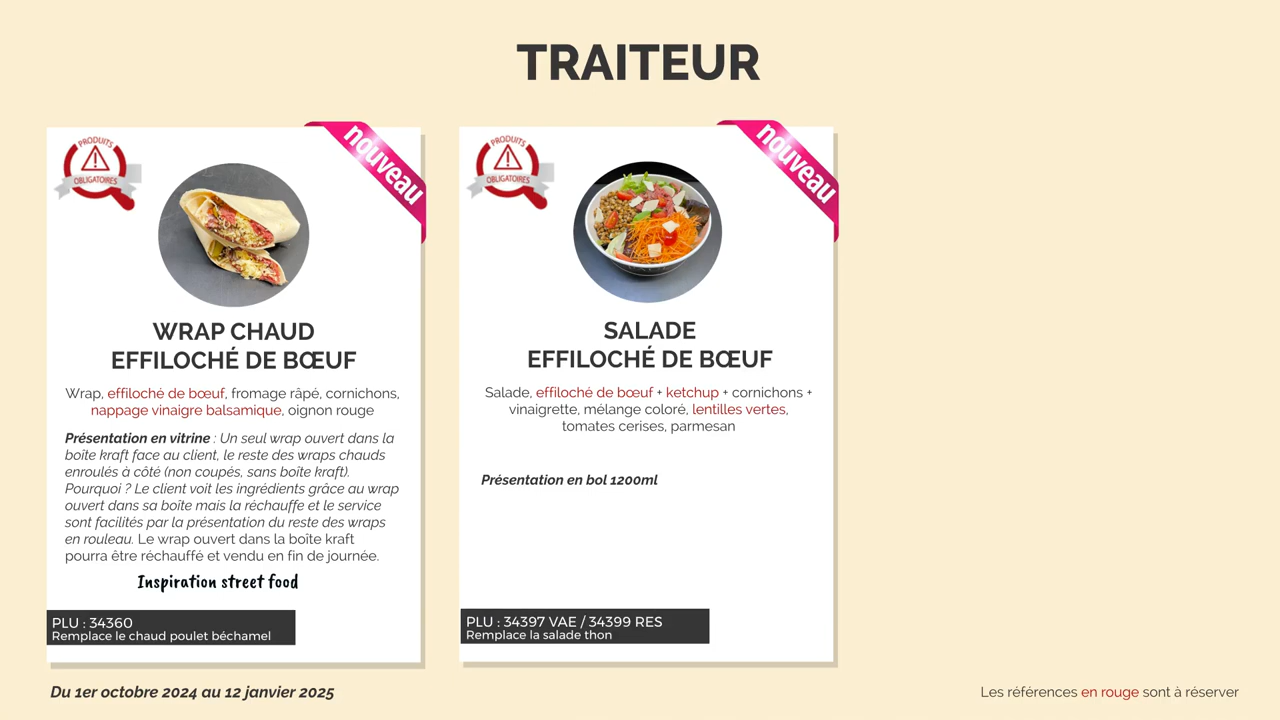 TRAITEUR
PRODUITS
OBLIGATOIRES
nouveau
WRAP CHAUD
EFFILOCHÉ DE BŒUF
Wrap, effiloché de bœuf, fromage râpé, cornichons,
nappage vinaigre balsamique, oignon rouge
Présentation en vitrine : Un seul wrap ouvert dans la
boîte kraft face au client, le reste des wraps chauds
enroulés à côté (non coupés, sans boîte kraft).
Pourquoi ? Le client voit les ingrédients grâce au wrap
ouvert dans sa boîte mais la réchauffe et le service
sont facilités par la présentation du reste des wraps
en rouleau. Le wrap ouvert dans la boîte kraft
pourra être réchauffé et vendu en fin de journée.
Inspiration street food
PLU : 34360
Remplace le chaud poulet béchamel
PRODUITS
OBLIGATOIRES
nouveau
SALADE
EFFILOCHÉ DE BŒUF
Salade, effiloché de bœuf + ketchup + cornichons +
vinaigrette, mélange coloré, lentilles vertes,
tomates cerises, parmesan
Présentation en bol 1200ml
PLU : 34397 VAE / 34399 RES
Remplace la salade thon
Du 1er octobre 2024 au 12 janvier 2025
Les références en rouge sont à réserver